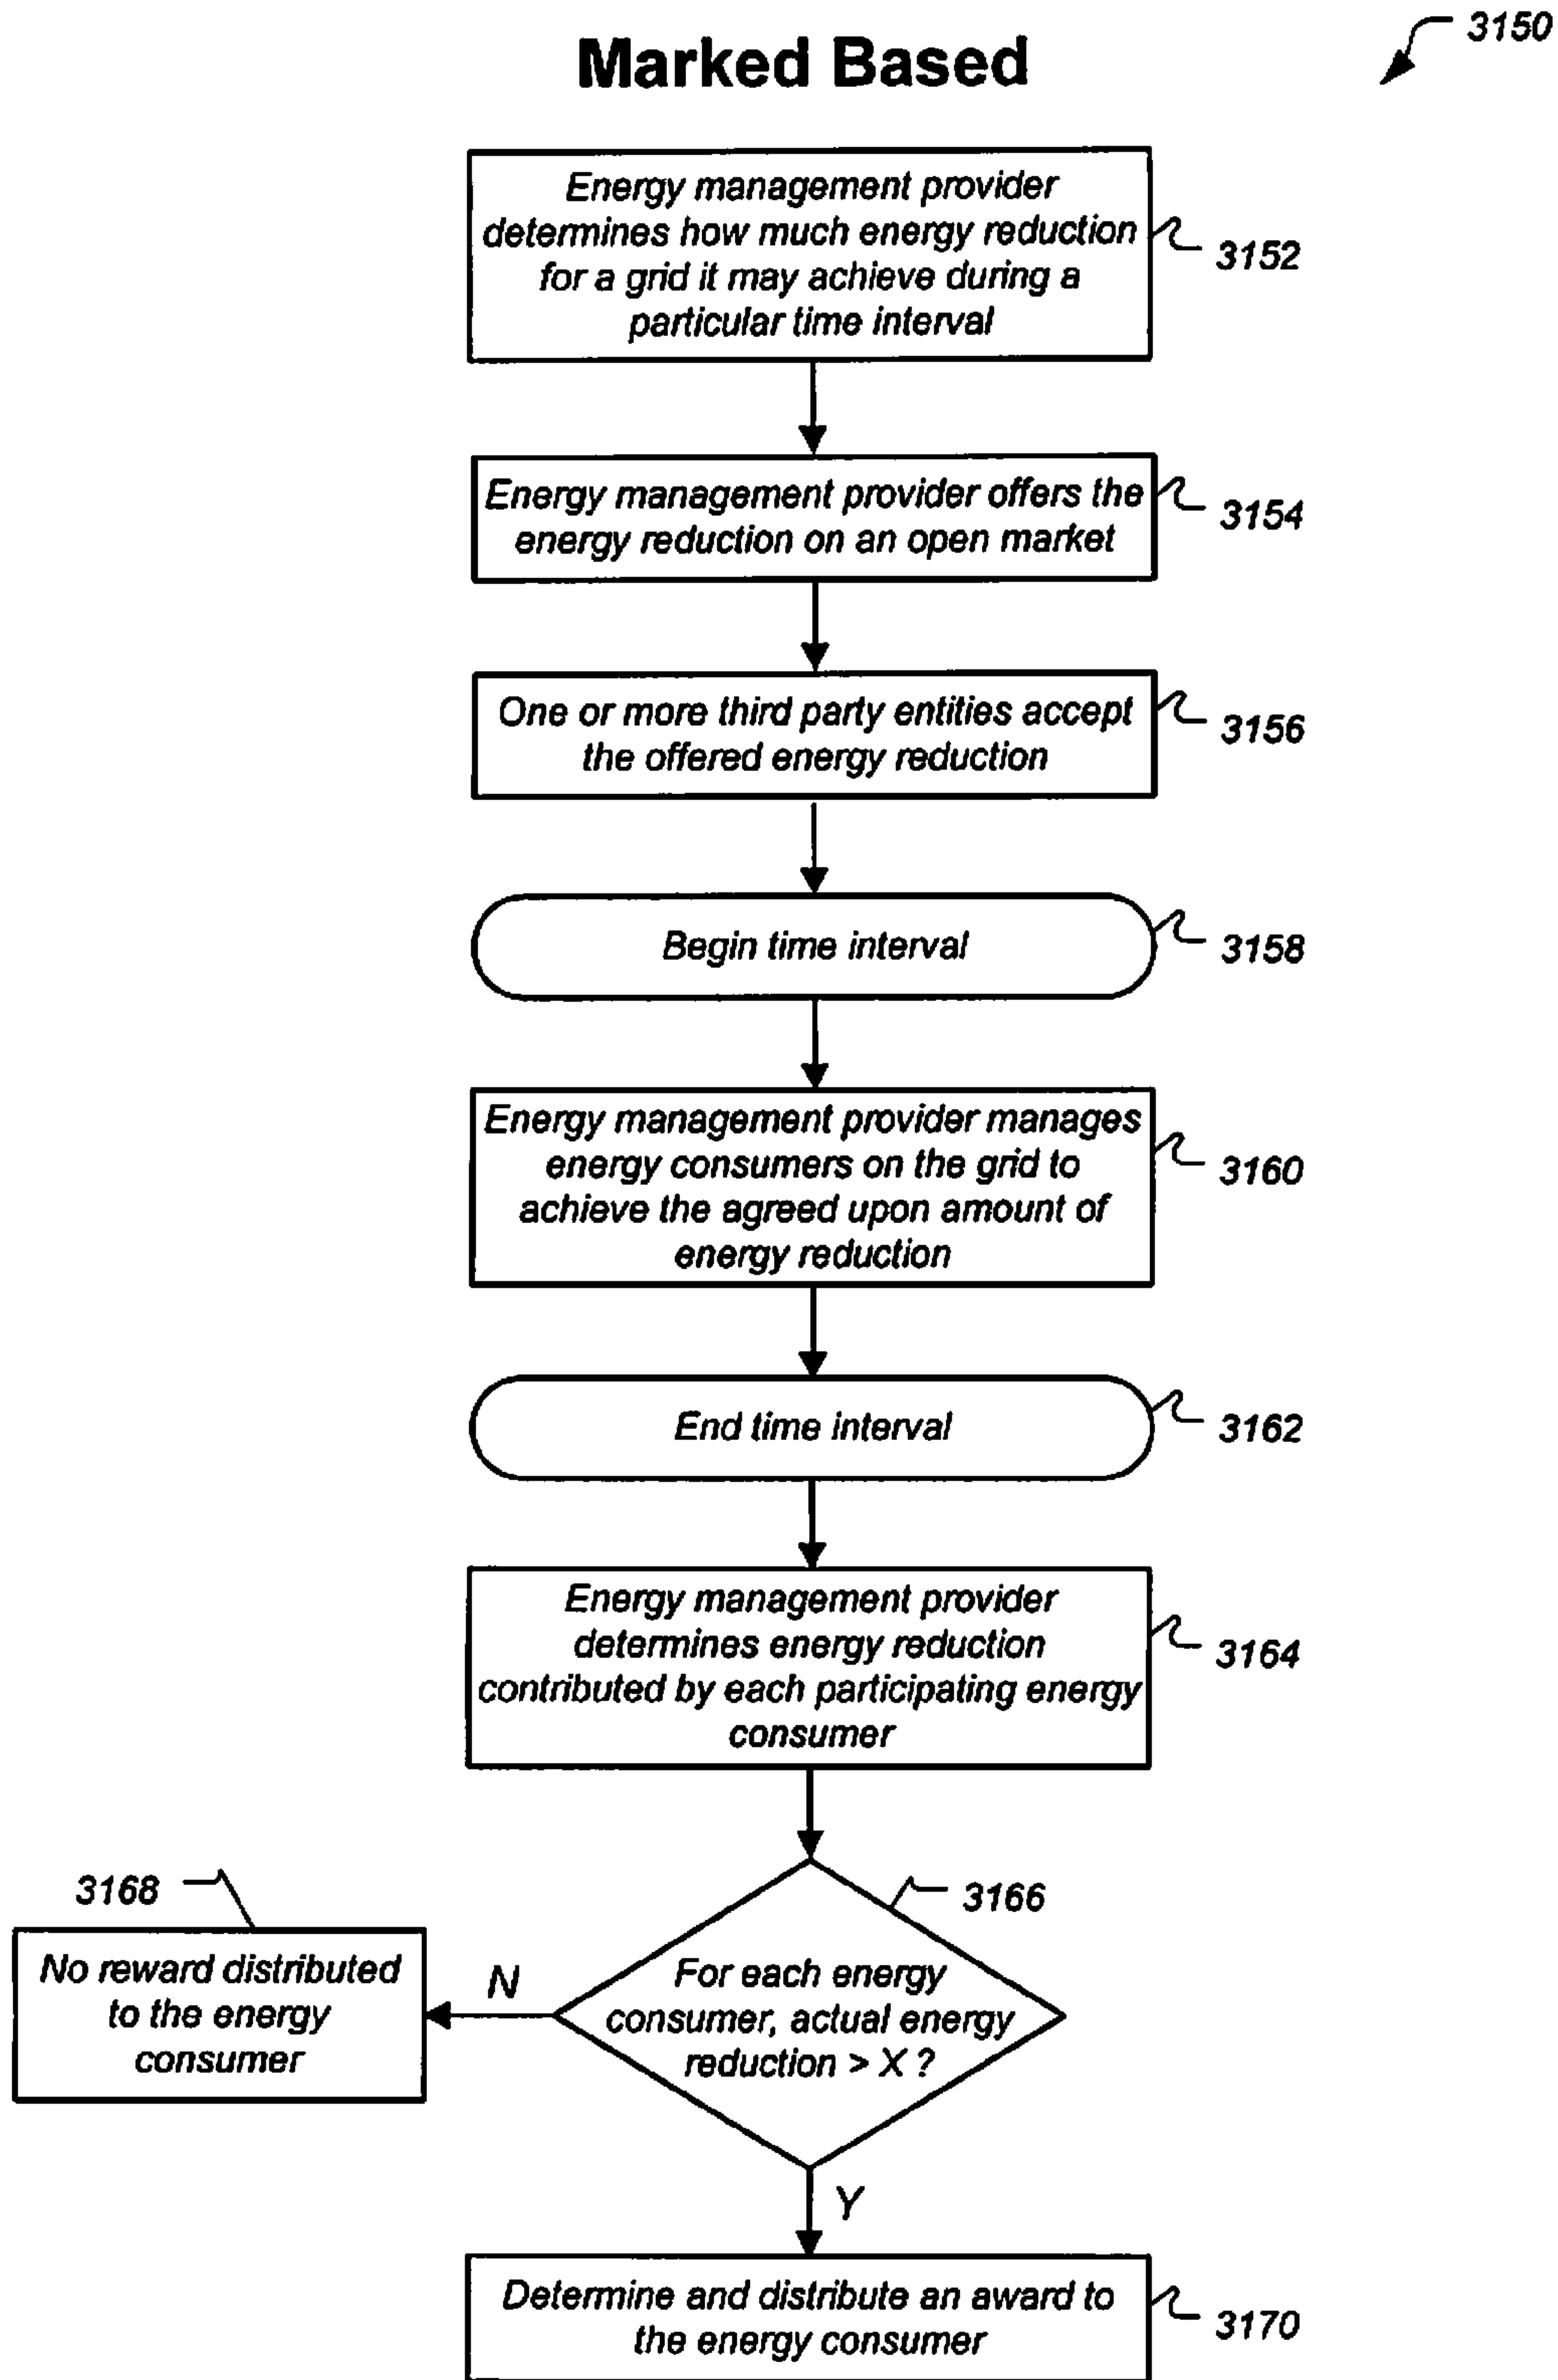 Marked Based
3150
Energy management provider
determines how much energy reduction
for a grid it may achieve during a
particular time interval
3152
Energy management provider offers the
energy reduction on an open market
3154
One or more third party entities accept
the offered energy reduction
3156
Begin time interval
3158
Energy management provider manages
energy consumers on the grid to
achieve the agreed upon amount of
energy reduction
3160
End time interval
3162
Energy management provider
determines energy reduction
contributed by each participating energy
consumer
3164
3166
For each energy
consumer, actual energy
reduction > X ?
N
3168
No reward distributed
to the energy
consumer
Y
Determine and distribute an award to
the energy consumer
3170